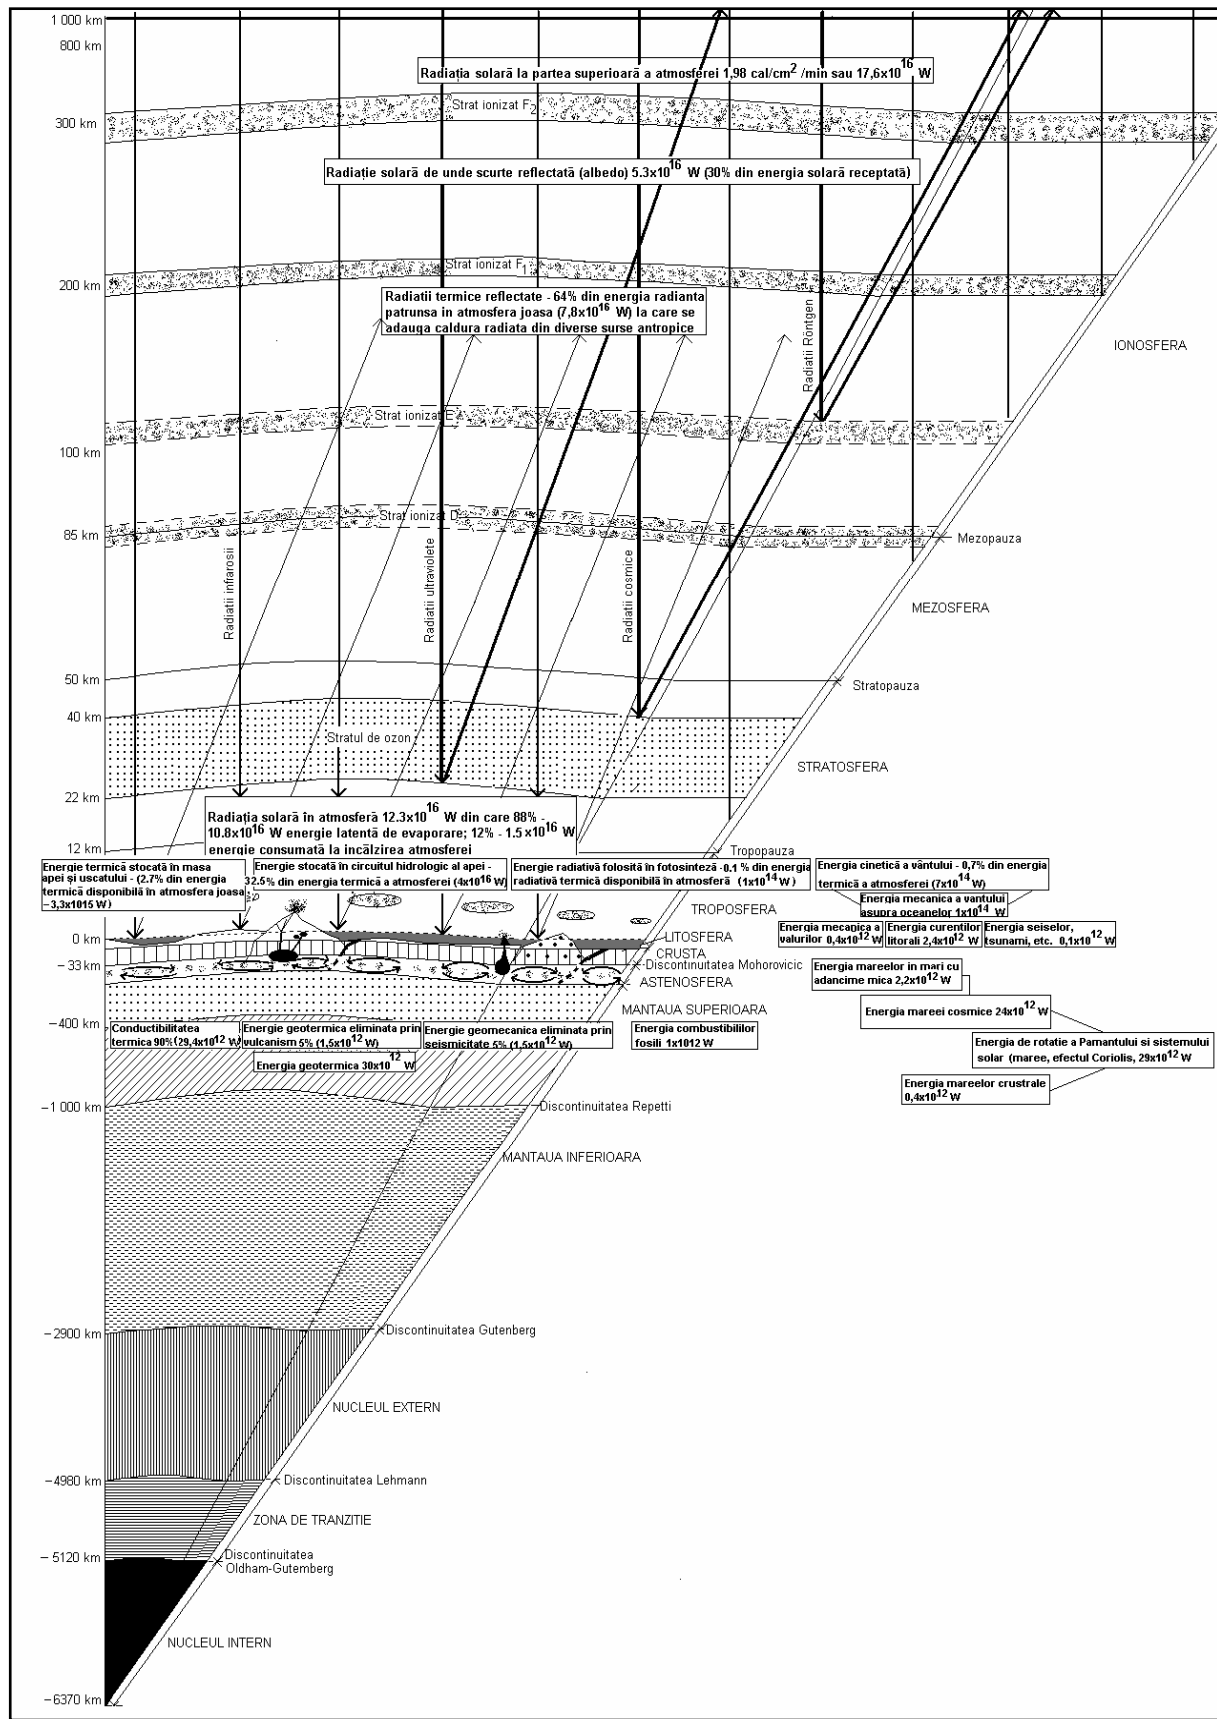 1 000 km
800 km
Radiația solară la partea superioară a atmosferei 1,98 cal/cm2 /min sau 17,6x10 16 W
Strat ionizat F2
300 km
Radiație solară de unde scurte reflectată (albedo) 5.3x10 16 W (30% din energia solară receptată)
Strat ionizat F1
200 km
Radiatii termice reflectate - 64% din energia radianta
patrunsa in atmosfera joasa (7,8x10 16 W) la care se
adauga caldura radiata din diverse surse antropice
Radiatii Röntgen
IONOSFERA
Strat ionizat E
100 km
Strat ionizat D
85 km
Mezopauza
Radiatii infrarosii
Radiatii ultraviolete
Radiatii cosmice
MEZOSFERA
50 km
Stratopauza
40 km
Stratul de ozon
STRATOSFERA
22 km
Radiația solară în atmosferă 12.3x10 16 W din care 88% -
10.8x10 16 W energie latentă de evaporare; 12% - 1.5 x10 16 W
energie consumată la incălzirea atmosferei
12 km
Tropopauza
Energie termică stocată în masa
apei și uscatului - (2.7% din energia
termică disponibilă în atmosfera joasa
–3,3x1015 W)
Energie stocată în circuitul hidrologic al apei -
32.5% din energia termică a atmosferei (4x10 16 W)
Energie radiativă folosită în fotosinteză -0.1 % din energia
radiativă termică disponibilă în atmosferă (1x10 14 W )
Energia cinetică a vântului - 0,7% din energia
termică a atmosferei (7x10 14 W)
Energia mecanica a vantului
asupra oceanelor 1x10 14 W
TROPOSFERA
Energia mecanica a
valurilor 0,4x10 12 W
Energia curentilor
litorali 2,4x10 12 W
Energia seiselor,
tsunami, etc. 0,1x10 12 W
0 km
LITOSFERA
CRUSTA
–33 km
Discontinuitatea Mohorovicic
ASTENOSFERA
Energia mareelor in mari cu
adancime mica 2,2x10 12 W
MANTAUA SUPERIOARA
Energia mareei cosmice 24x10 12 W
–400 km
Conductibilitatea
termica 90% (29,4x10 12 W)
Energie geotermica eliminata prin
vulcanism 5% (1,5x10 12 W)
Energie geomecanica eliminata prin
seismicitate 5% (1,5x10 12 W)
Energia combustibililor
fosili 1x1012 W
Energia de rotatie a Pamantului si sistemului
solar (maree, efectul Coriolis, 29x10 12 W
Energia geotermica 30x10 12 W
Energia mareelor crustrale
0,4x10 12 W
–1 000 km
Discontinuitatea Repetti
MANTAUA INFERIOARA
–2900 km
Discontinuitatea Gutenberg
NUCLEUL EXTERN
–4980 km
Discontinuitatea Lehmann
ZONA DE TRANZITIE
–5120 km
Discontinuitatea
Oldham-Gutemberg
NUCLEUL INTERN
–6370 km